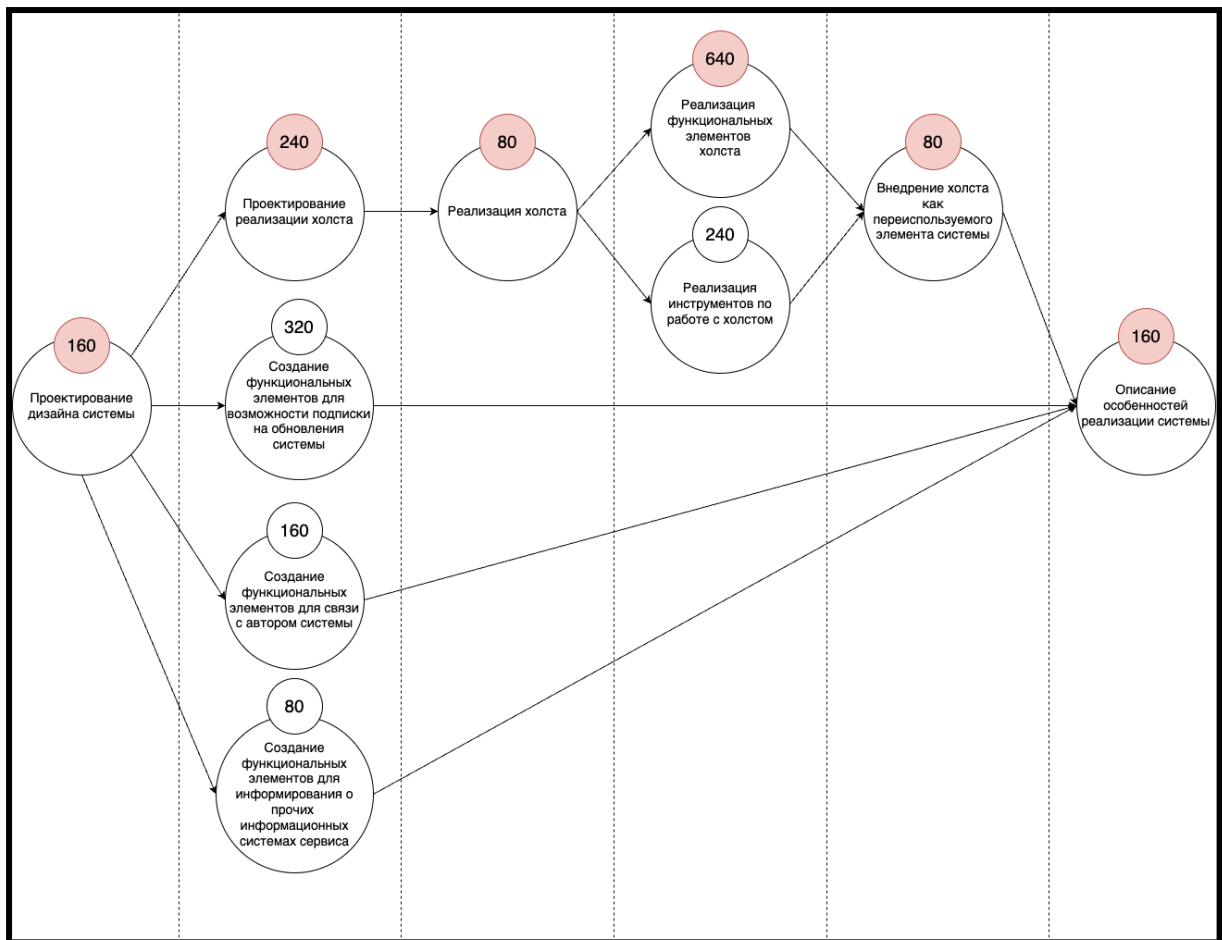 160
Проектирование
дизайна системы
240
Проектирование
реализации холста
320
Создание
функциональных
элементов для
возможности подписки
на обновления
системы
160
Создание
функциональных
элементов для связи
с автором системы
80
Создание
функциональных
элементов для
информирования о
прочих
информационных
системах сервиса
80
Реализация холста
640
Реализация
функциональных
элементов
холста
240
Реализация
инструментов по
работе с холстом
80
Внедрение холста
как
переиспользуемого
элемента системы
160
Описание
особенностей
реализации системы